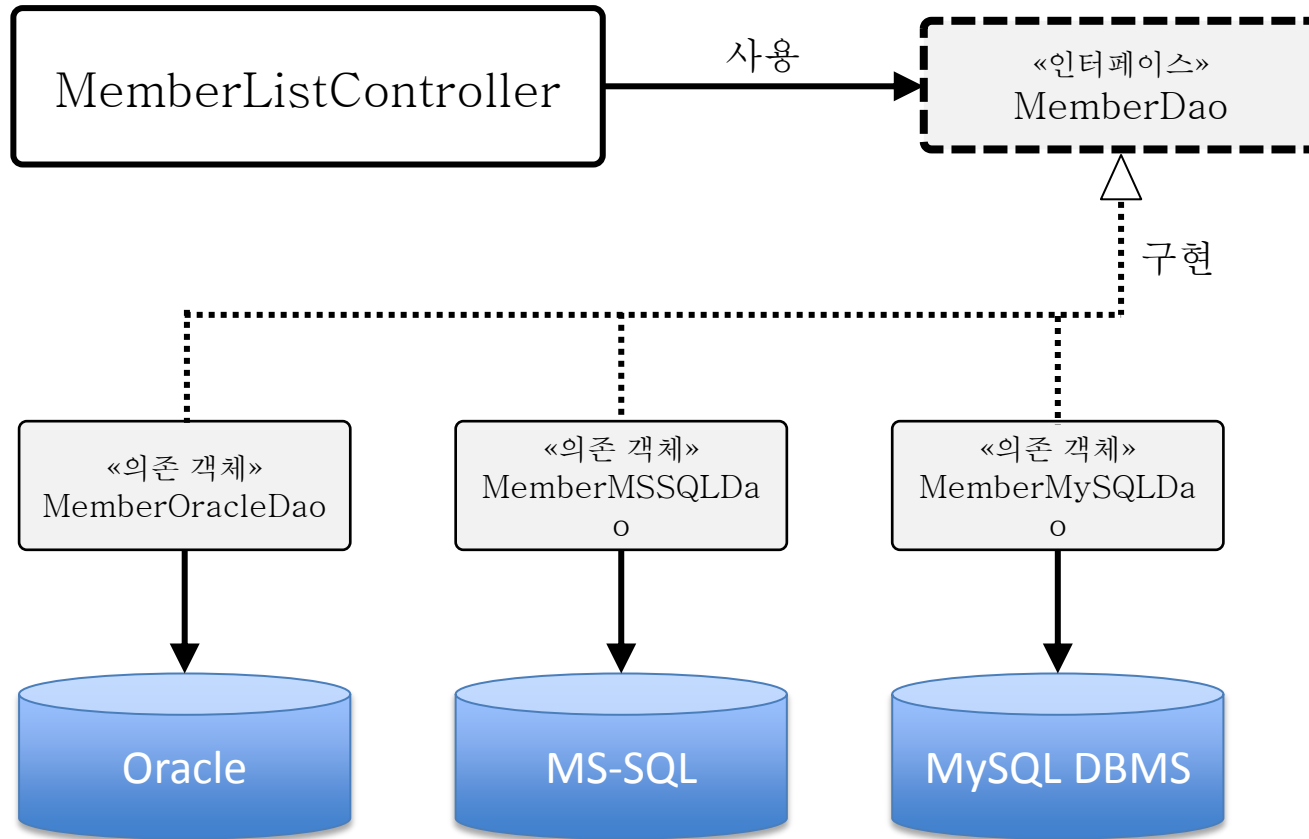 MemberListController
사용
«인터페이스»
MemberDao
구현
«의존 객체»
MemberOracleDao
«의존 객체»
MemberMSSQLDa
o
«의존 객체»
MemberMySQLDa
o
Oracle
MS-SQL
MySQL DBMS